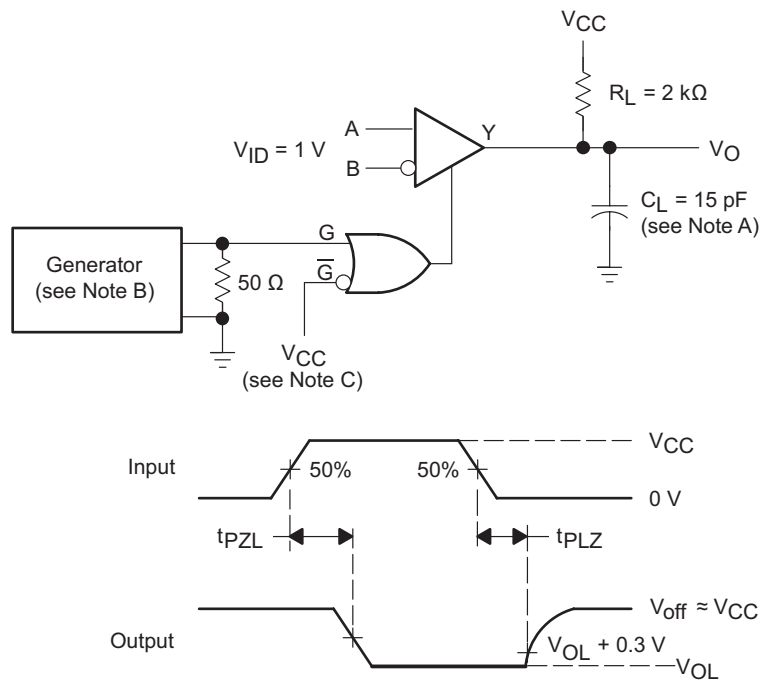 VCC
RL = 2 kΩ
A
Y
VID = 1 V
VO
B
CL = 15 pF
(see Note A)
G
Generator
(see Note B)
50 Ω
G̅
VCC
(see Note C)
VCC
Input
50%
50%
0 V
tPZL
tPLZ
Voff ≈ VCC
Output
VOL + 0.3 V
VOL